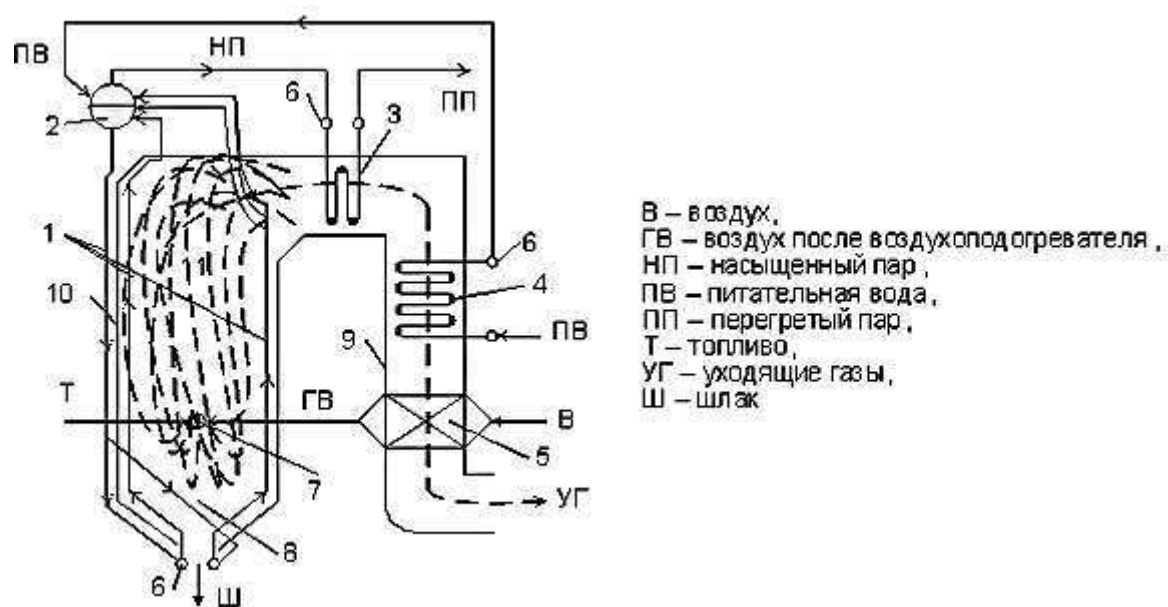 ПВ
НП
6
ПП
3
2
1
6
4
10
ПВ
9
Т
ГВ
В
5
7
УГ
8
6
Ш
В – воздух,
ГВ – воздух после воздухоподогревателя,
НП – насыщенный пар,
ПВ – питательная вода,
ПП – перегретый пар,
Т – топливо,
УГ – уходящие газы,
Ш – шлак